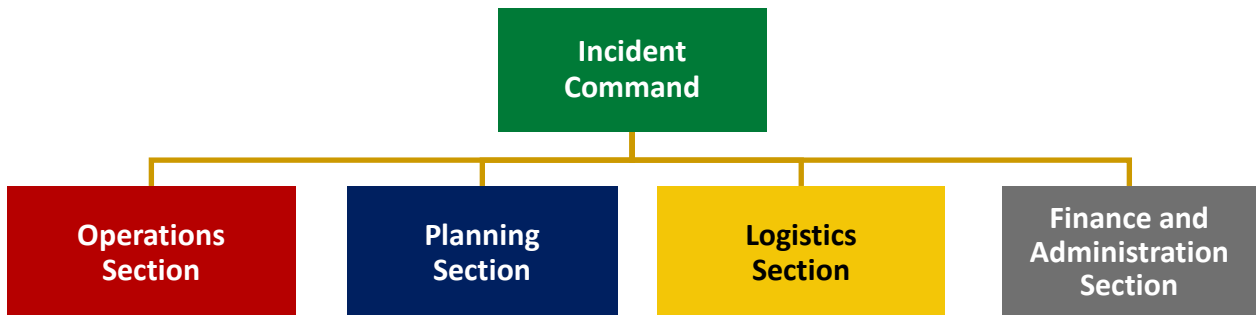 Incident
Command
Operations
Section
Planning
Section
Logistics
Section
Finance and
Administration
Section